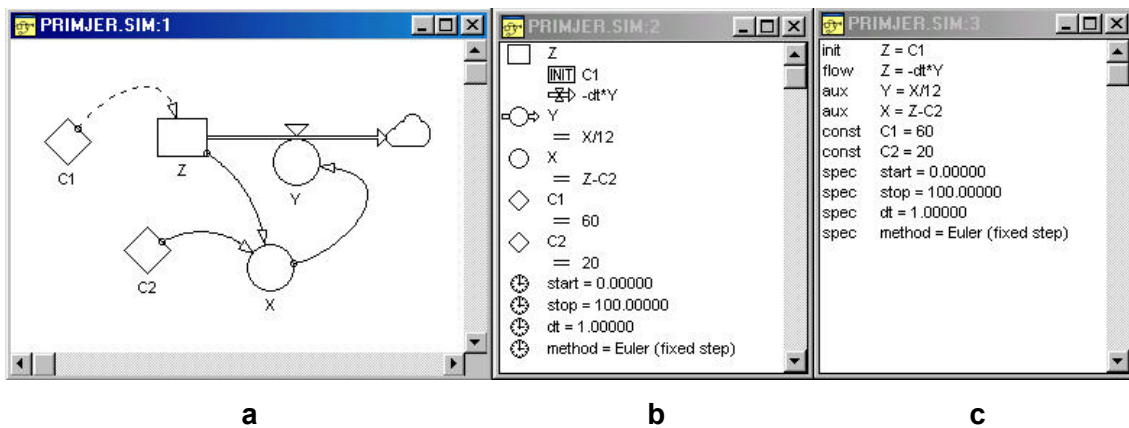 PRIMJER.SIM:1
C1
Z
Y
C2
X
PRIMJER.SIM:2
Z
INIT C1
-dt*Y
Y
= X/12
X
= Z-C2
C1
= 60
C2
= 20
start = 0.00000
stop = 100.00000
dt = 1.00000
method = Euler (fixed step)
PRIMJER.SIM:3
init Z = C1
flow Z = -dt*Y
aux Y = X/12
aux X = Z-C2
const C1 = 60
const C2 = 20
spec start = 0.00000
spec stop = 100.00000
spec dt = 1.00000
spec method = Euler (fixed step)
a
b
c